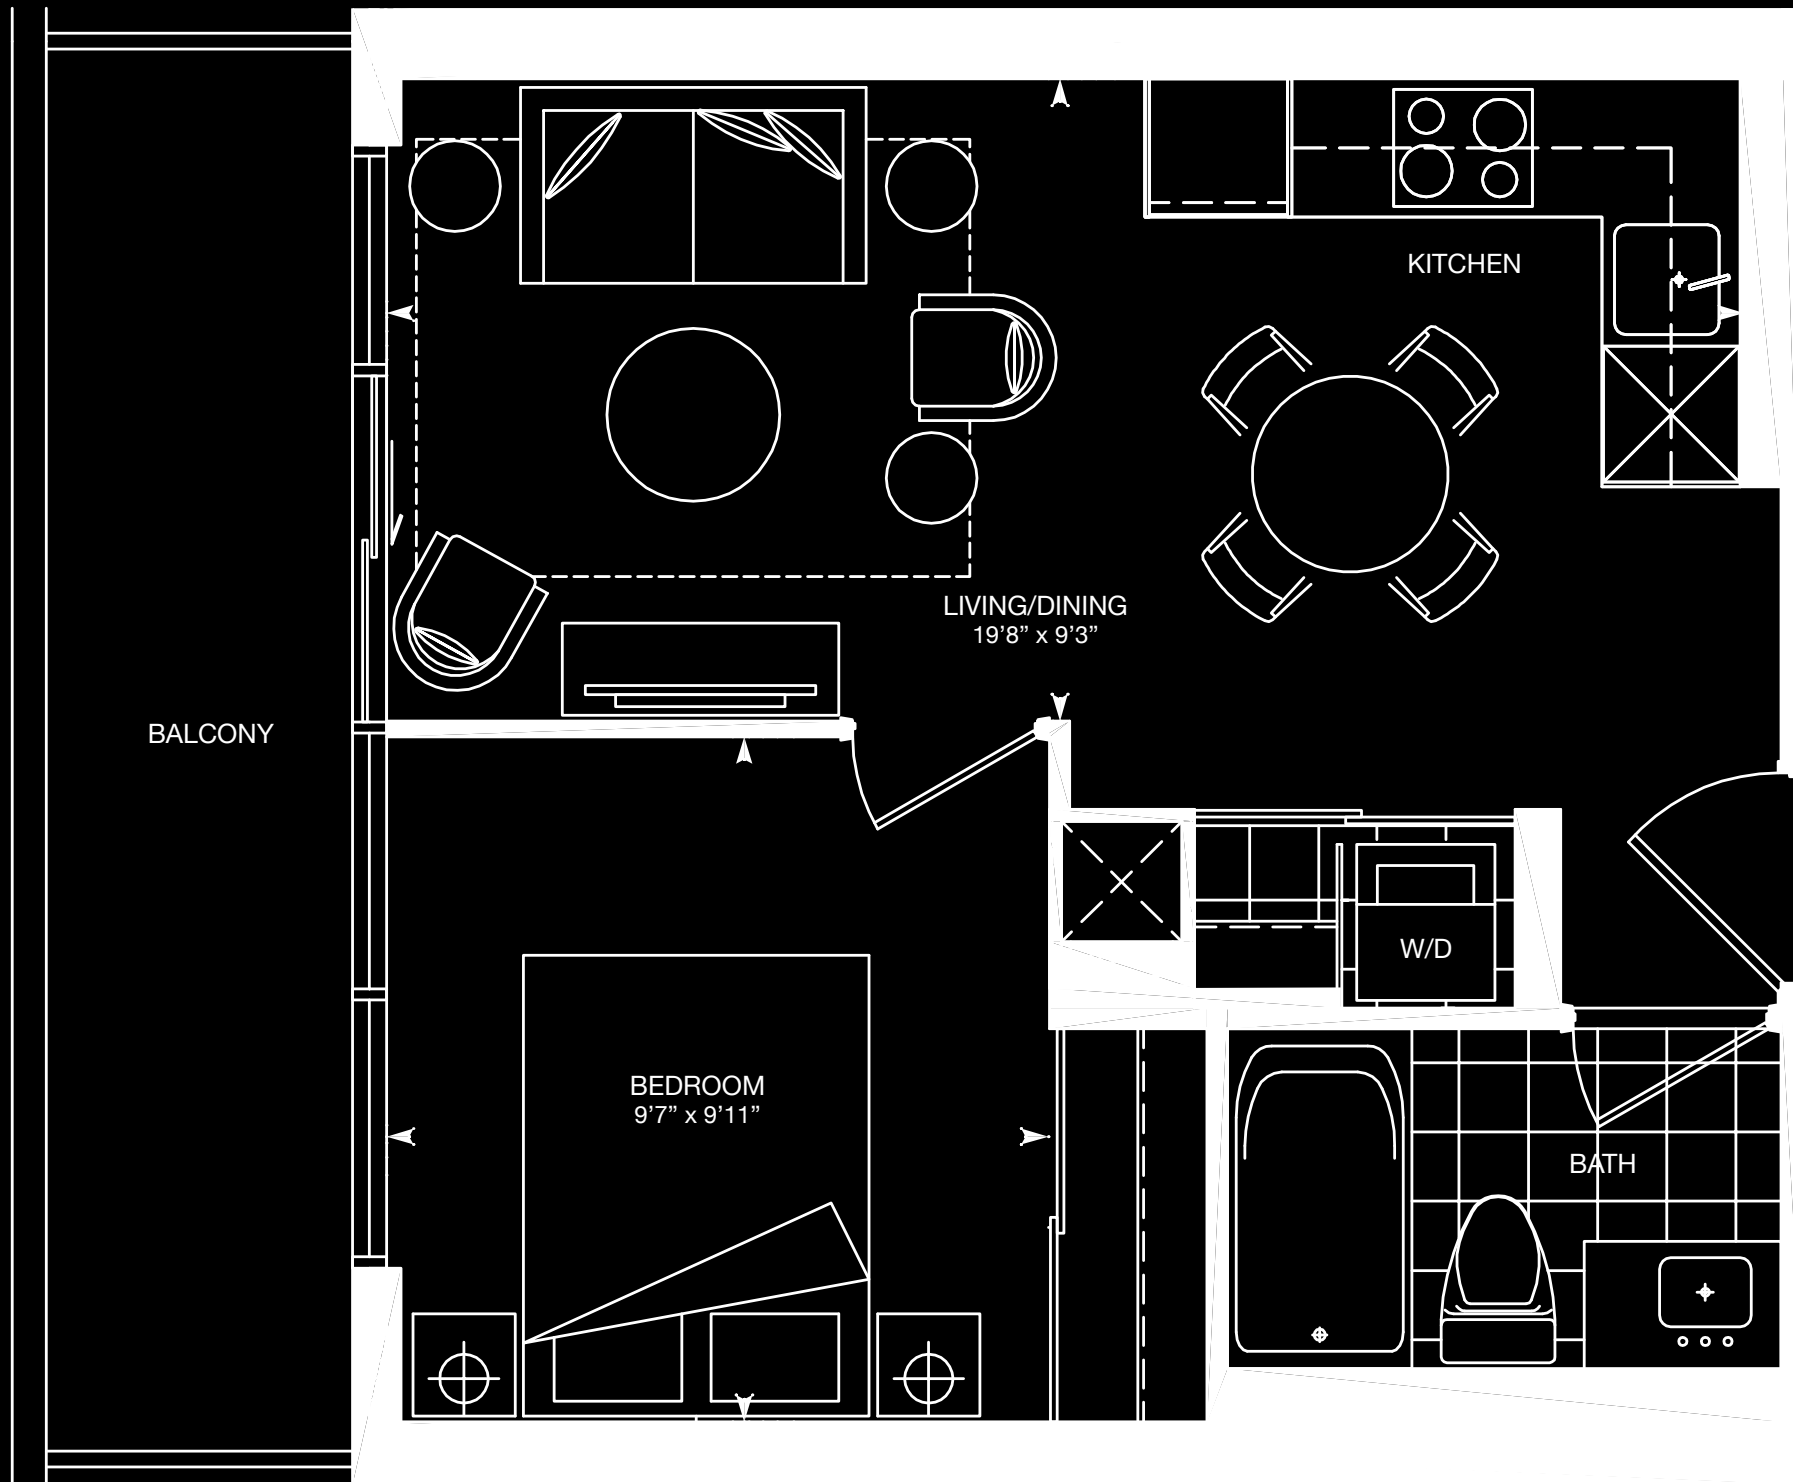 KITCHEN
LIVING/DINING
19’8” x 9’3”
BALCONY
W/D
BEDROOM
9’7” x 9’11”
BATH